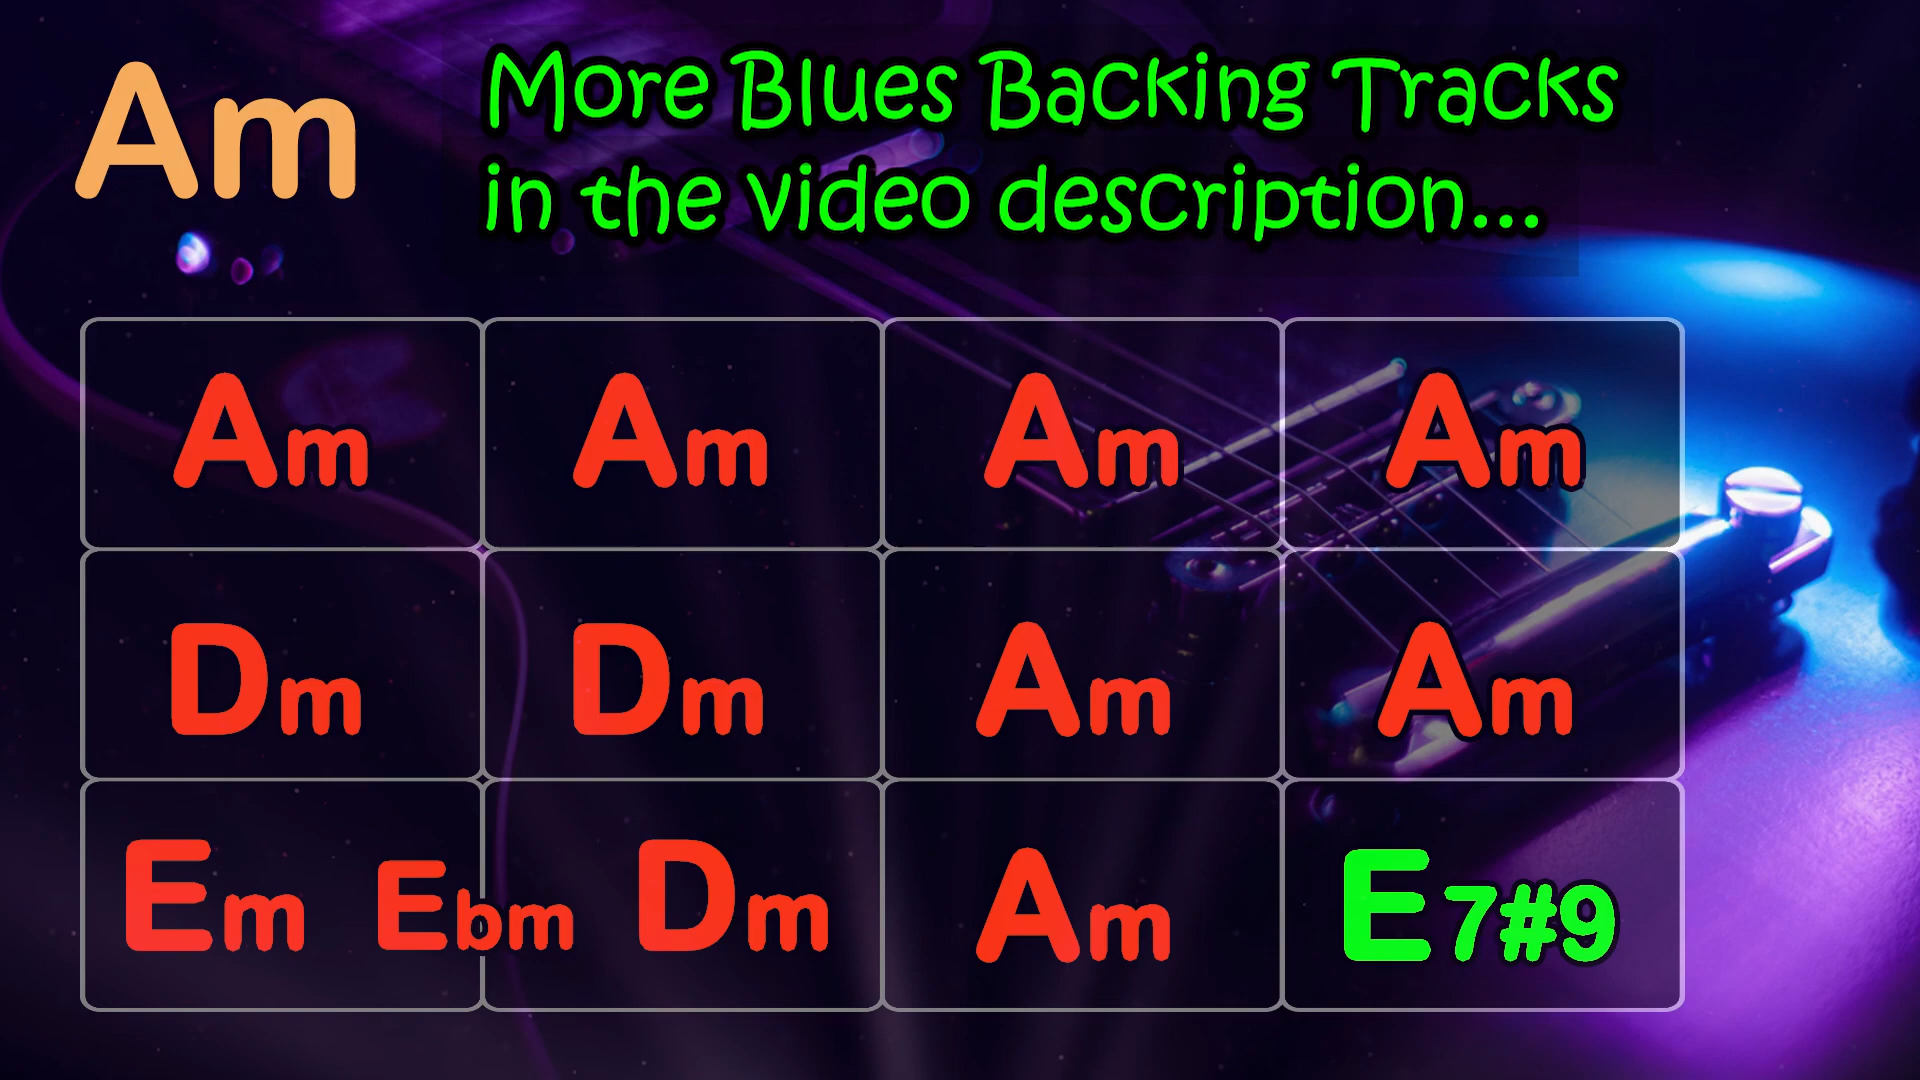 Am
More Blues Backing Tracks
in the video description...
Am Am Am Am
Dm Dm Am Am
Em Ebm Dm Am E7#9